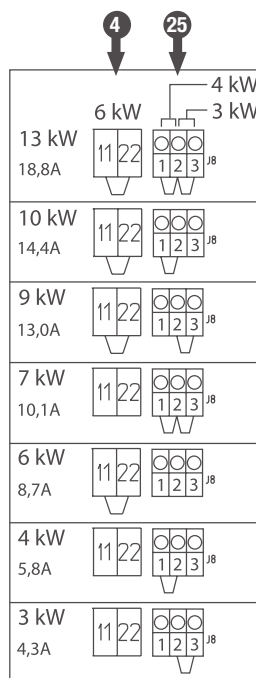 4 25
4 kW
6 kW 3 kW
13 kW
18,8A 11 22 1 2 3 J8
10 kW
14,4A 11 22 1 2 3 J8
9 kW
13,0A 11 22 1 2 3 J8
7 kW
10,1A 11 22 1 2 3 J8
6 kW
8,7A 11 22 1 2 3 J8
4 kW
5,8A 11 22 1 2 3 J8
3 kW
4,3A 11 22 1 2 3 J8